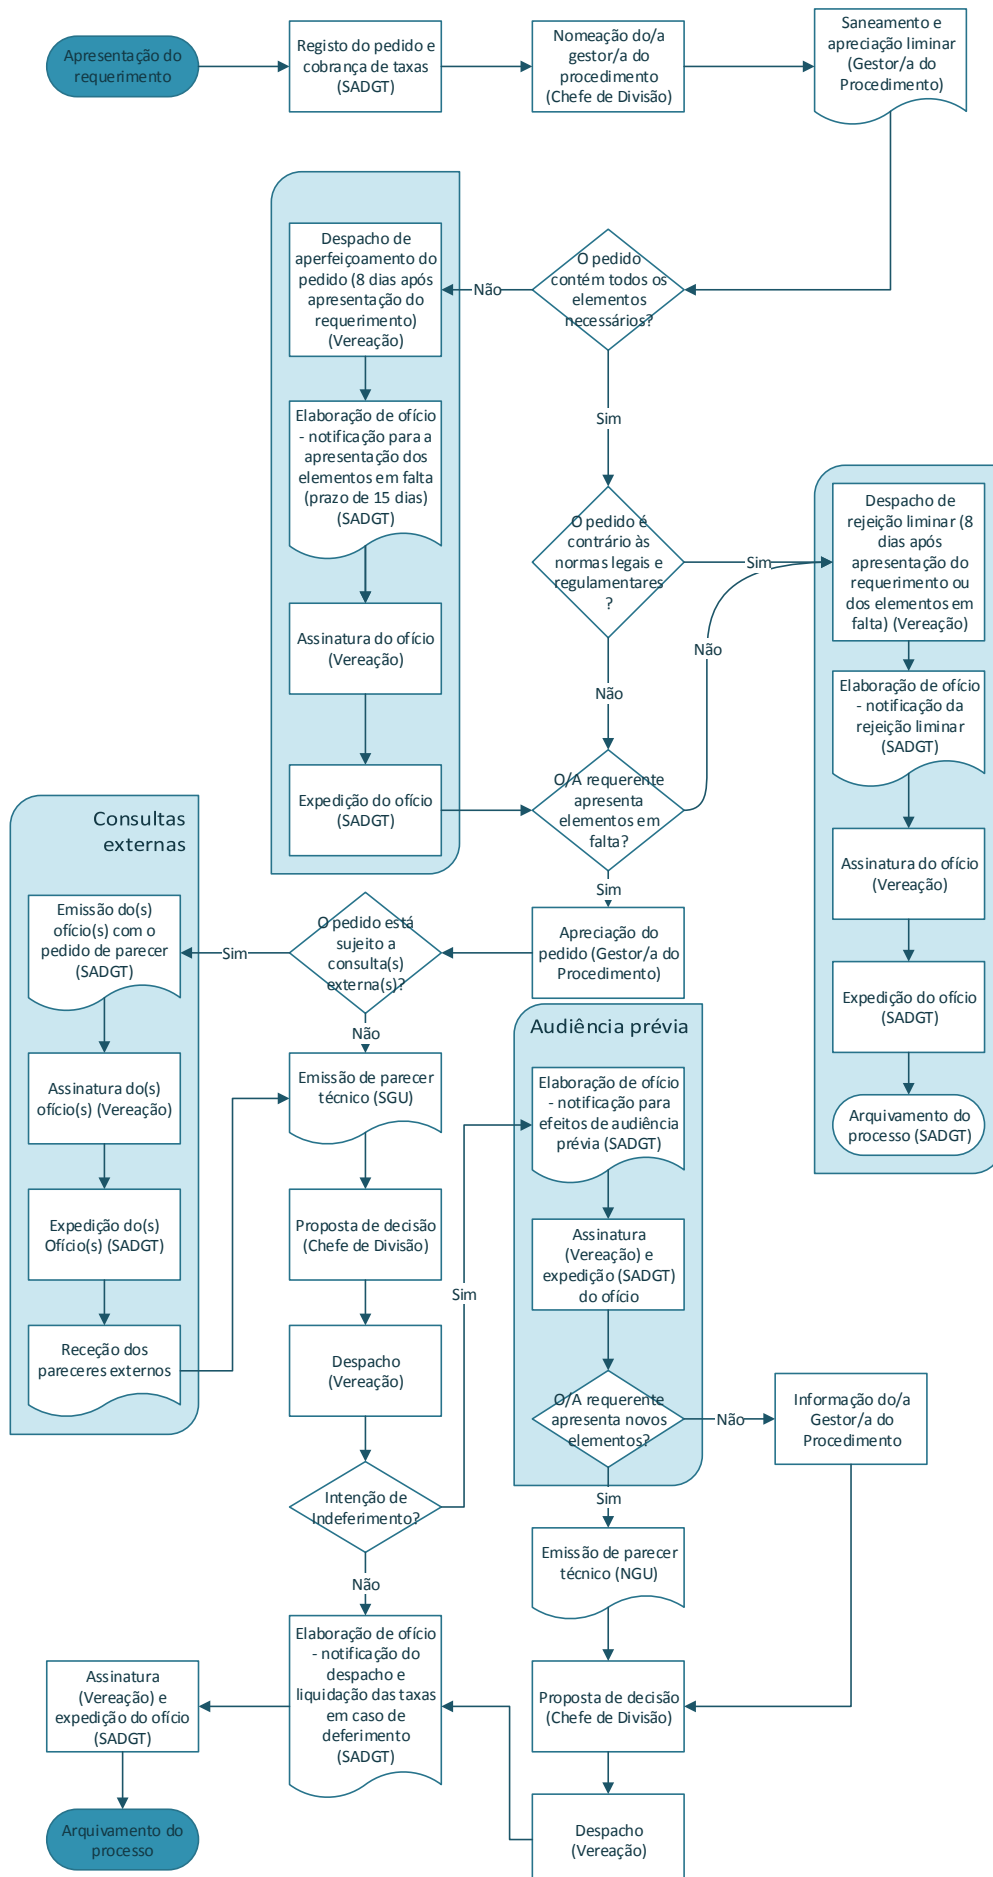 Apresentação do
requerimento
Registo do pedido e
cobrança de taxas
(SADGT)
Nomeação do/a
gestor/a do
procedimento
(Chefe de Divisão)
Saneamento e
apreciação liminar
(Gestor/a do
Procedimento)
O pedido
contém todos os
elementos
necessários?
Não
Sim
Despacho de
aperfeiçoamento do
pedido (8 dias após
apresentação do
requerimento)
(Vereação)
Elaboração de ofício
- notificação para a
apresentação dos
elementos em falta
(prazo de 15 dias)
(SADGT)
Assinatura do ofício
(Vereação)
Expedição do ofício
(SADGT)
O pedido é
contrário às
normas legais e
regulamentares
?
Sim
Não
Não
Despacho de
rejeição liminar (8
dias após
apresentação do
requerimento ou
dos elementos em
falta) (Vereação)
Elaboração de ofício
- notificação da
rejeição liminar
(SADGT)
Assinatura do ofício
(Vereação)
Expedição do ofício
(SADGT)
Arquivamento do
processo (SADGT)
O/A requerente
apresenta
elementos em
falta?
Sim
Apreciação do
pedido (Gestor/a do
Procedimento)
O pedido está
sujeito a
consulta(s)
externa(s)?
Sim
Não
Consultas
externas
Emissão do(s)
ofício(s) com o
pedido de parecer
(SADGT)
Assinatura do(s)
ofício(s) (Vereação)
Expedição do(s)
Ofício(s) (SADGT)
Receção dos
pareceres externos
Emissão de parecer
técnico (SGU)
Proposta de decisão
(Chefe de Divisão)
Despacho
(Vereação)
Intenção de
Indeferimento?
Sim
Não
Audiência prévia
Elaboração de ofício
- notificação para
efeitos de audiência
prévia (SADGT)
Assinatura
(Vereação) e
expedição (SADGT)
do ofício
O/A requerente
apresenta novos
elementos?
Não
Sim
Informação do/a
Gestor/a do
Procedimento
Emissão de parecer
técnico (NGU)
Proposta de decisão
(Chefe de Divisão)
Despacho
(Vereação)
Elaboração de ofício
- notificação do
despacho e
liquidação das taxas
em caso de
deferimento
(SADGT)
Assinatura
(Vereação) e
expedição do ofício
(SADGT)
Arquivamento do
processo